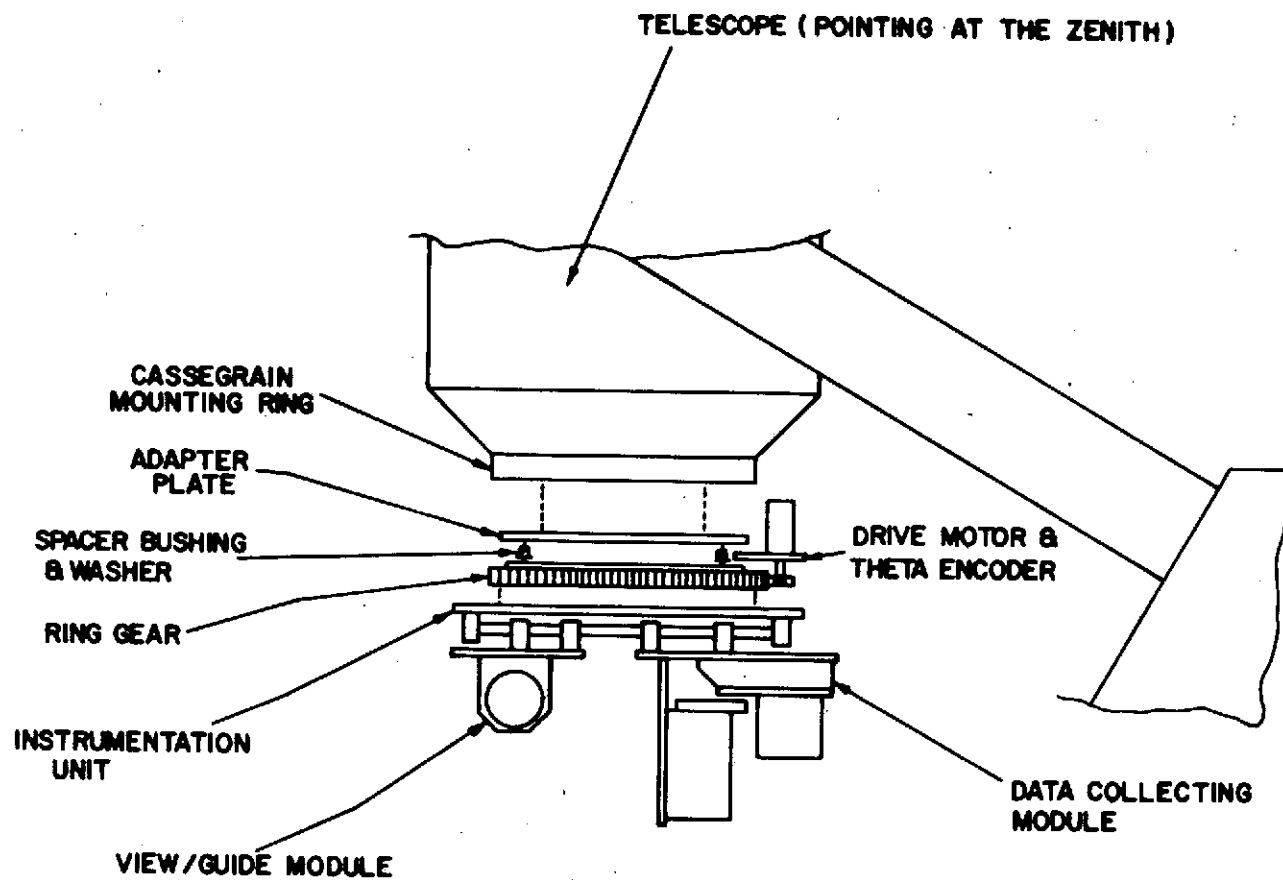 TELESCOPE (POINTING AT THE ZENITH)
CASSEGRAIN
MOUNTING RING
ADAPTER
PLATE
SPACER BUSHING
& WASHER
DRIVE MOTOR &
THETA ENCODER
RING GEAR
INSTRUMENTATION
UNIT
DATA COLLECTING
MODULE
VIEW/GUIDE MODULE